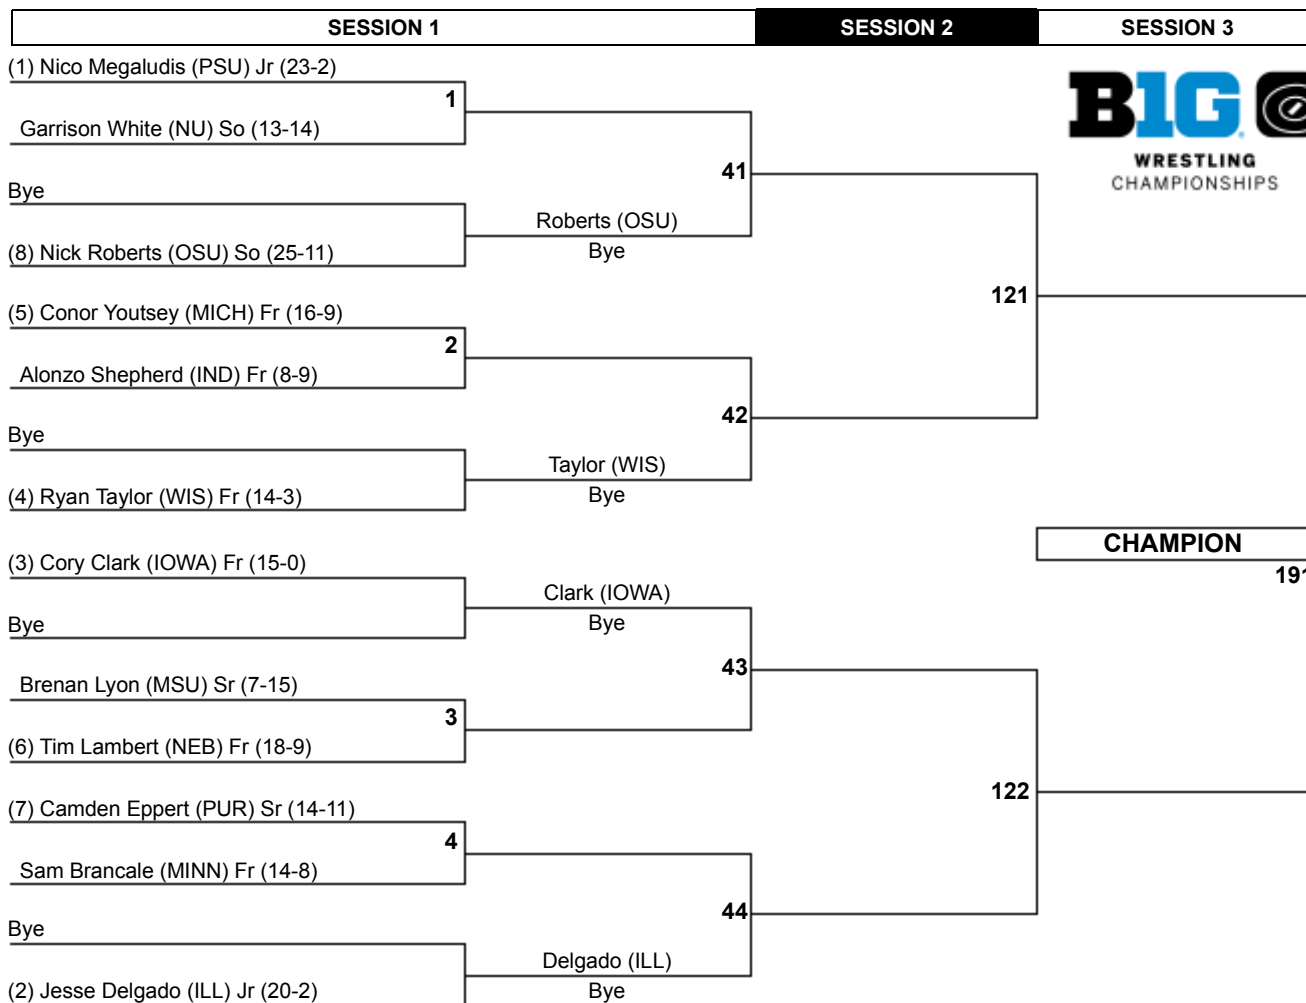 SESSION 1 SESSION 2 SESSION 3
(1) Nico Megaludis (PSU) Jr (23-2)
1
Garrison White (NU) So (13-14)
41
Bye
Roberts (OSU)
Bye
(8) Nick Roberts (OSU) So (25-11)
121
(5) Conor Youtsey (MICH) Fr (16-9)
2
Alonzo Shepherd (IND) Fr (8-9)
42
Bye
Taylor (WIS)
Bye
(4) Ryan Taylor (WIS) Fr (14-3)
B1G
WRESTLING
CHAMPIONSHIPS
CHAMPION
191
(3) Cory Clark (IOWA) Fr (15-0)
Clark (IOWA)
Bye
Bye
43
Brenan Lyon (MSU) Sr (7-15)
3
(6) Tim Lambert (NEB) Fr (18-9)
122
(7) Camden Eppert (PUR) Sr (14-11)
4
Sam Brancale (MINN) Fr (14-8)
44
Bye
Delgado (ILL)
Bye
(2) Jesse Delgado (ILL) Jr (20-2)